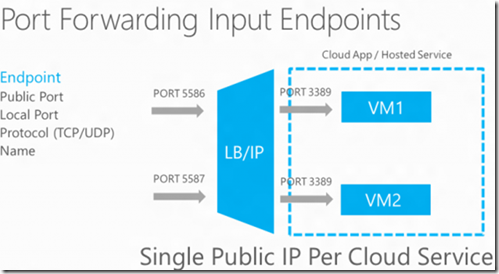 Port Forwarding Input Endpoints
Cloud App / Hosted Service
Endpoint
Public Port
Local Port
Protocol (TCP/UDP)
Name
PORT 5586
PORT 3389
VM1
LB/IP
PORT 5587
PORT 3389
VM2
Single Public IP Per Cloud Service